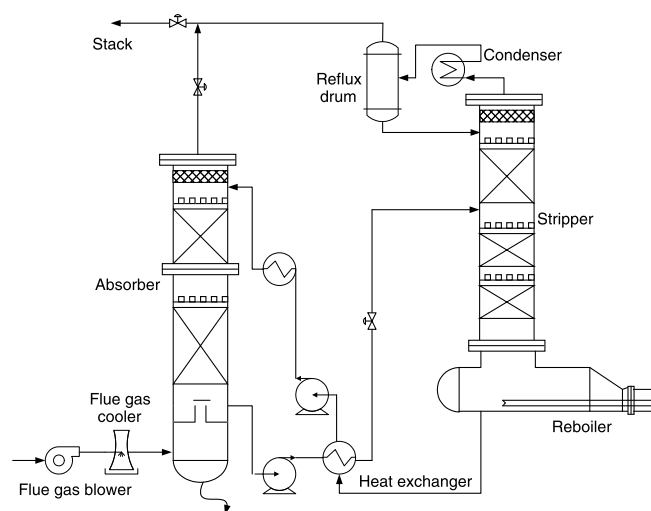 Stack
Condenser
Reflux
drum
Stripper
Absorber
Flue gas
cooler
Reboiler
Heat exchanger
Flue gas blower